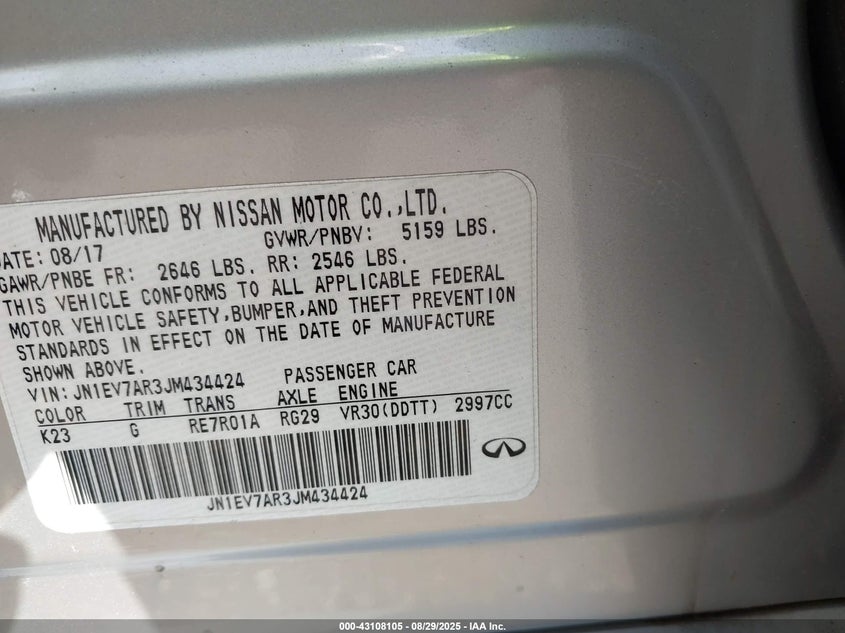 MANUFACTURED BY NISSAN MOTOR CO.,LTD.
DATE: 08/17 GVWR/PNBV: 5159 LBS.
GAWR/PNBE FR: 2646 LBS. RR: 2546 LBS.
THIS VEHICLE CONFORMS TO ALL APPLICABLE FEDERAL
MOTOR VEHICLE SAFETY,BUMPER,AND THEFT PREVENTION
STANDARDS IN EFFECT ON THE DATE OF MANUFACTURE
SHOWN ABOVE.
VIN: JN1EV7AR3JM434424 PASSENGER CAR
COLOR TRIM TRANS AXLE ENGINE
K23 G RE7R01A RG29 VR30(DDTT) 2997CC
JN1EV7AR3JM434424
000-43108105 - 08/29/2025 - IAA Inc.